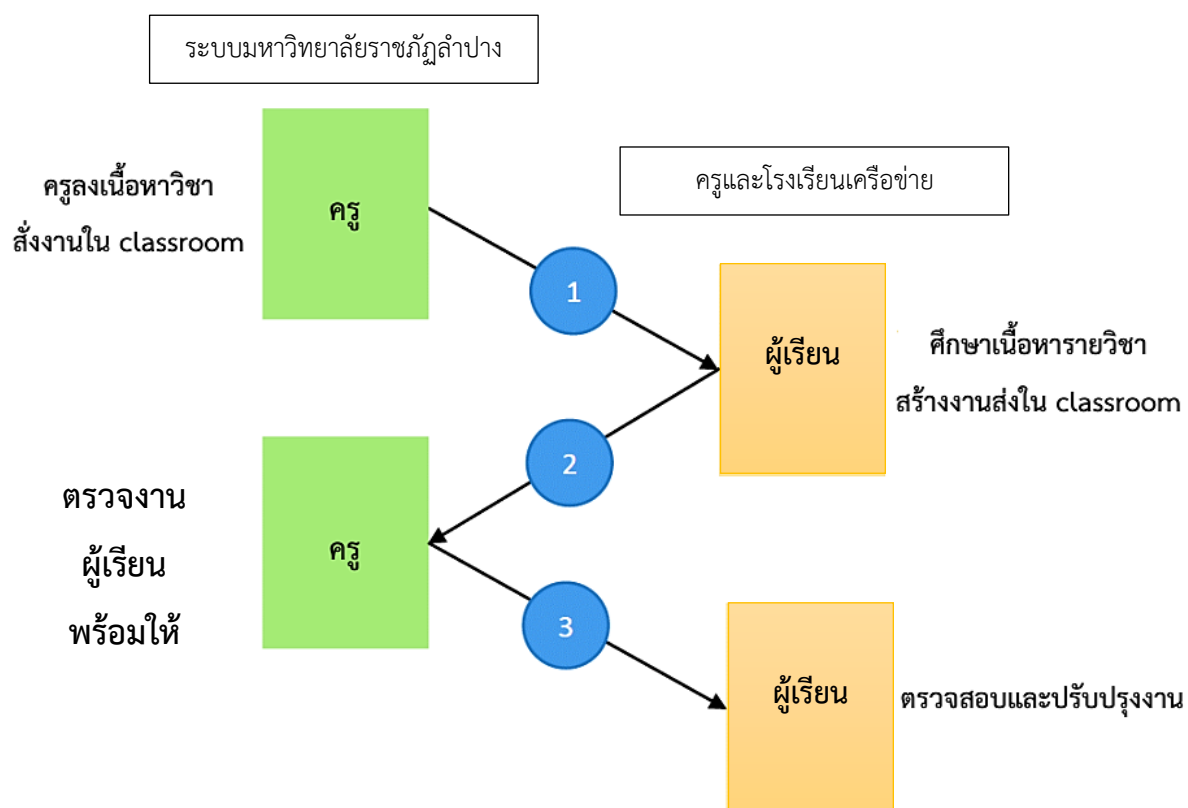 ระบบมหาวิทยาลัยราชภัฏลำปาง
ครูลงเนื้อหาวิชา
สั่งงานใน classroom
ครู
ครูและโรงเรียนเครือข่าย
1
ผู้เรียน
ศึกษาเนื้อหารายวิชา
สร้างงานส่งใน classroom
2
ตรวจงาน
ผู้เรียน
พร้อมให้
ครู
3
ผู้เรียน
ตรวจสอบและปรับปรุงงาน